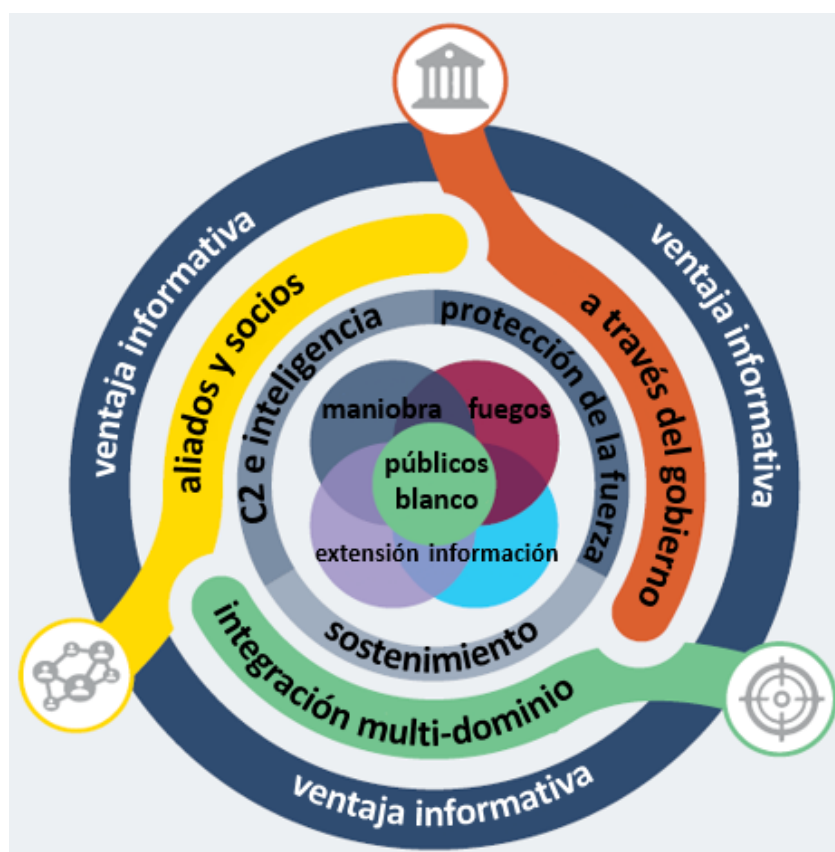 ventaja informativa
ventaja informativa
ventaja informativa
aliados y socios
a través del gobierno
integración multi-dominio
C2 e inteligencia
protección de la fuerza
sostenimiento
maniobra
fuegos
públicos
blanco
extensión
información